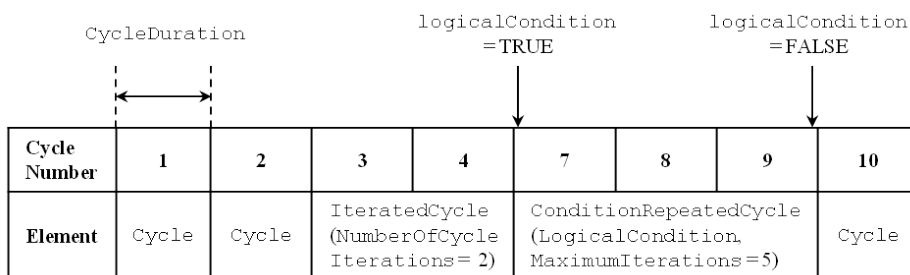 CycleDuration
logicalCondition
=TRUE
logicalCondition
=FALSE
Cycle
Number
1
2
3
4
7
8
9
10
Element
Cycle
Cycle
IteratedCycle
(NumberOfCycle
Iterations= 2)
ConditionRepeatedCycle
(LogicalCondition,
MaximumIterations=5)
Cycle